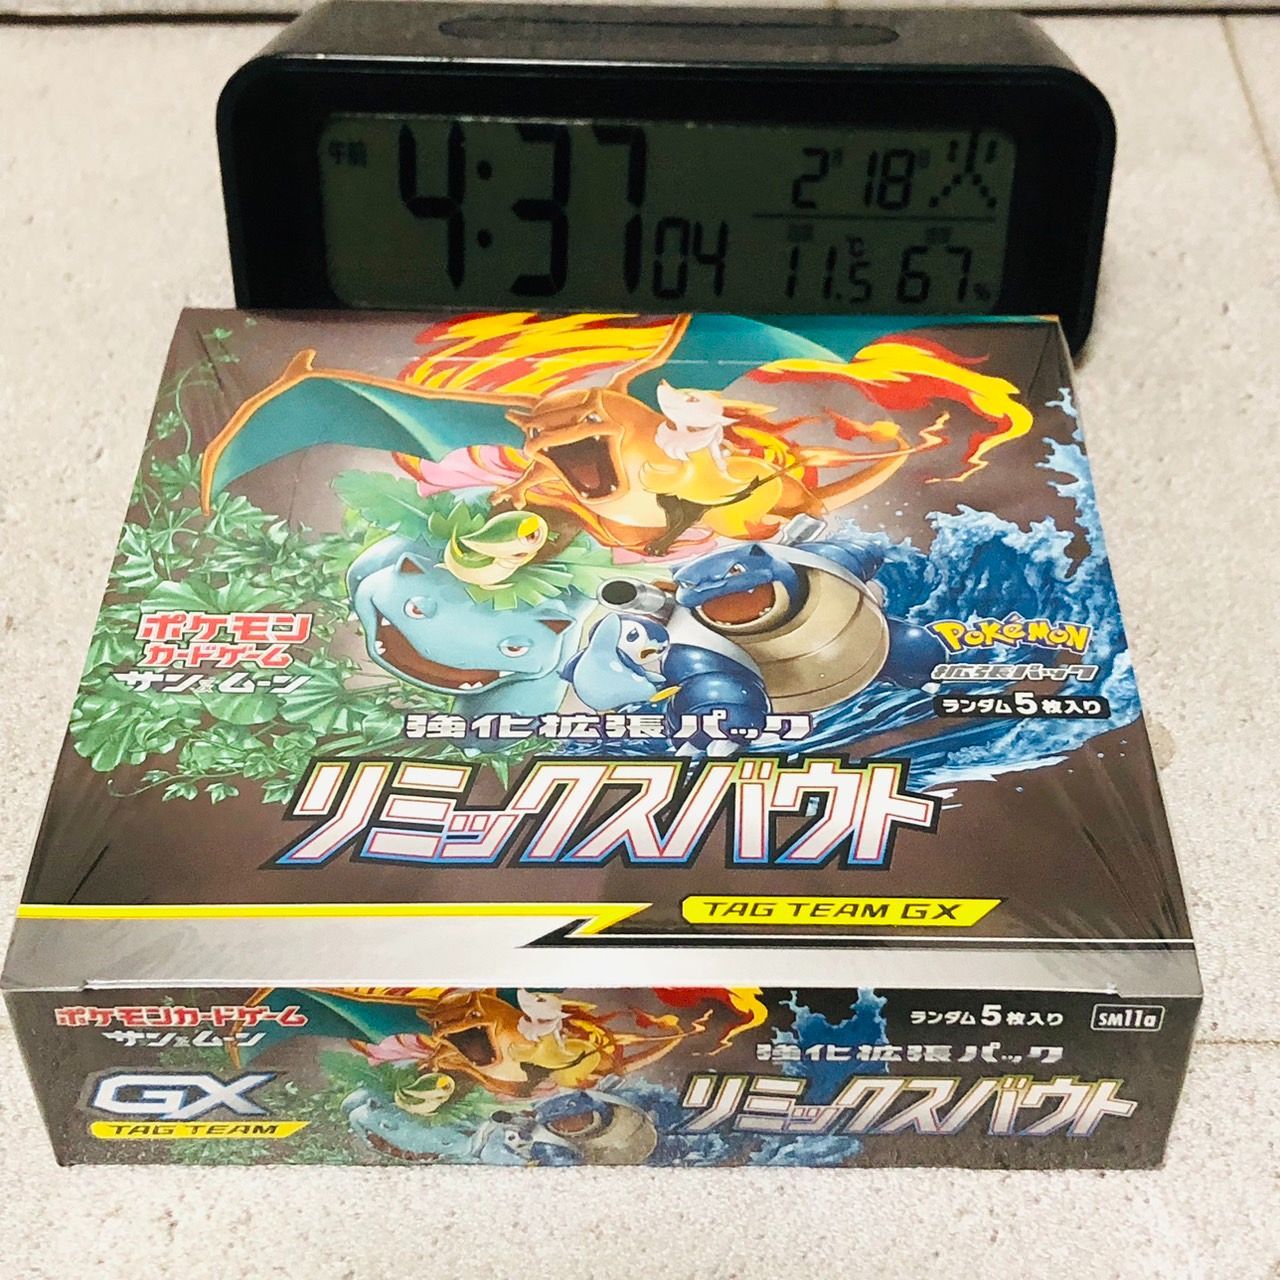 午前
4:37 04
2月18日 火
11.5℃ 67%
ポケモン
カードゲーム
サン&ムーン
Pokémon
拡張パック
ランダム5枚入り
強化拡張パック
リミックスバウト
TAG TEAM GX
ポケモンカードゲーム
サン&ムーン
GX
TAG TEAM
ランダム5枚入り
SM11a
強化拡張パック
リミックスバウト